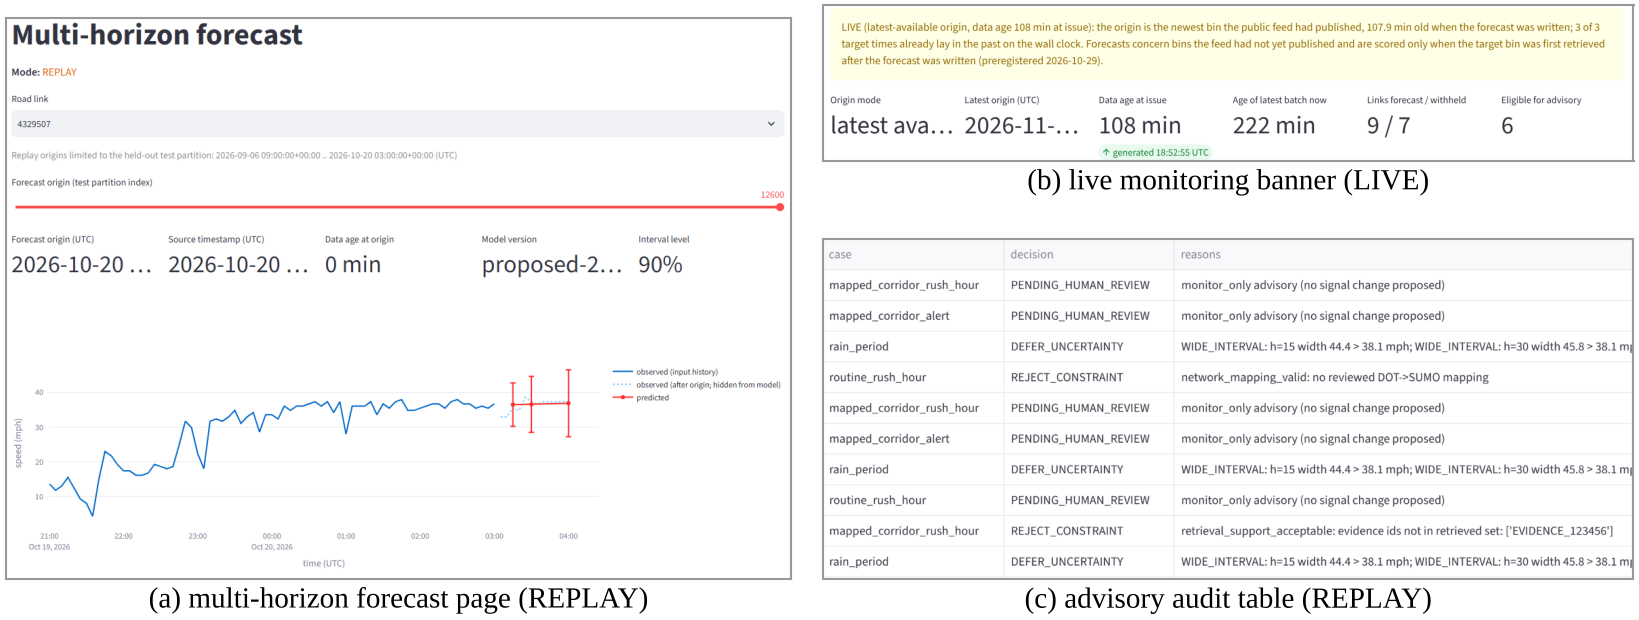 Multi-horizon forecast
Mode: REPLAY
Road link
4329507
Replay origins limited to the held-out test partition: 2026-09-06 09:00:00+00:00 .. 2026-10-20 03:00:00+00:00 (UTC)
Forecast origin (test partition index)
12600
Forecast origin (UTC) Source timestamp (UTC) Data age at origin Model version Interval level
2026-10-20 ... 2026-10-20 ... 0 min proposed-2... 90%
observed (input history)
observed (after origin; hidden from model)
predicted
speed (mph)
40
30
20
10
21:00 22:00 23:00 00:00 01:00 02:00 03:00 04:00
Oct 19, 2026 Oct 20, 2026
time (UTC)
(a) multi-horizon forecast page (REPLAY)
LIVE (latest-available origin, data age 108 min at issue): the origin is the newest bin the public feed had published, 107.9 min old when the forecast was written; 3 of 3
target times already lay in the past on the wall clock. Forecasts concern bins the feed had not yet published and are scored only when the target bin was first retrieved
after the forecast was written (preregistered 2026-10-29).
Origin mode Latest origin (UTC) Data age at issue Age of latest batch now Links forecast / withheld Eligible for advisory
latest ava... 2026-11-... 108 min 222 min 9 / 7 6
↑ generated 18:52:55 UTC
(b) live monitoring banner (LIVE)
case decision reasons
mapped_corridor_rush_hour PENDING_HUMAN_REVIEW monitor_only advisory (no signal change proposed)
mapped_corridor_alert PENDING_HUMAN_REVIEW monitor_only advisory (no signal change proposed)
rain_period DEFER_UNCERTAINTY WIDE_INTERVAL: h=15 width 44.4 > 38.1 mph; WIDE_INTERVAL: h=30 width 45.8 > 38.1 mp
routine_rush_hour REJECT_CONSTRAINT network_mapping_valid: no reviewed DOT->SUMO mapping
mapped_corridor_rush_hour PENDING_HUMAN_REVIEW monitor_only advisory (no signal change proposed)
mapped_corridor_alert PENDING_HUMAN_REVIEW monitor_only advisory (no signal change proposed)
rain_period DEFER_UNCERTAINTY WIDE_INTERVAL: h=15 width 44.4 > 38.1 mph; WIDE_INTERVAL: h=30 width 45.8 > 38.1 mp
routine_rush_hour PENDING_HUMAN_REVIEW monitor_only advisory (no signal change proposed)
mapped_corridor_rush_hour REJECT_CONSTRAINT retrieval_support_acceptable: evidence ids not in retrieved set: ['EVIDENCE_123456']
rain_period DEFER_UNCERTAINTY WIDE_INTERVAL: h=15 width 44.4 > 38.1 mph; WIDE_INTERVAL: h=30 width 45.8 > 38.1 mp
(c) advisory audit table (REPLAY)